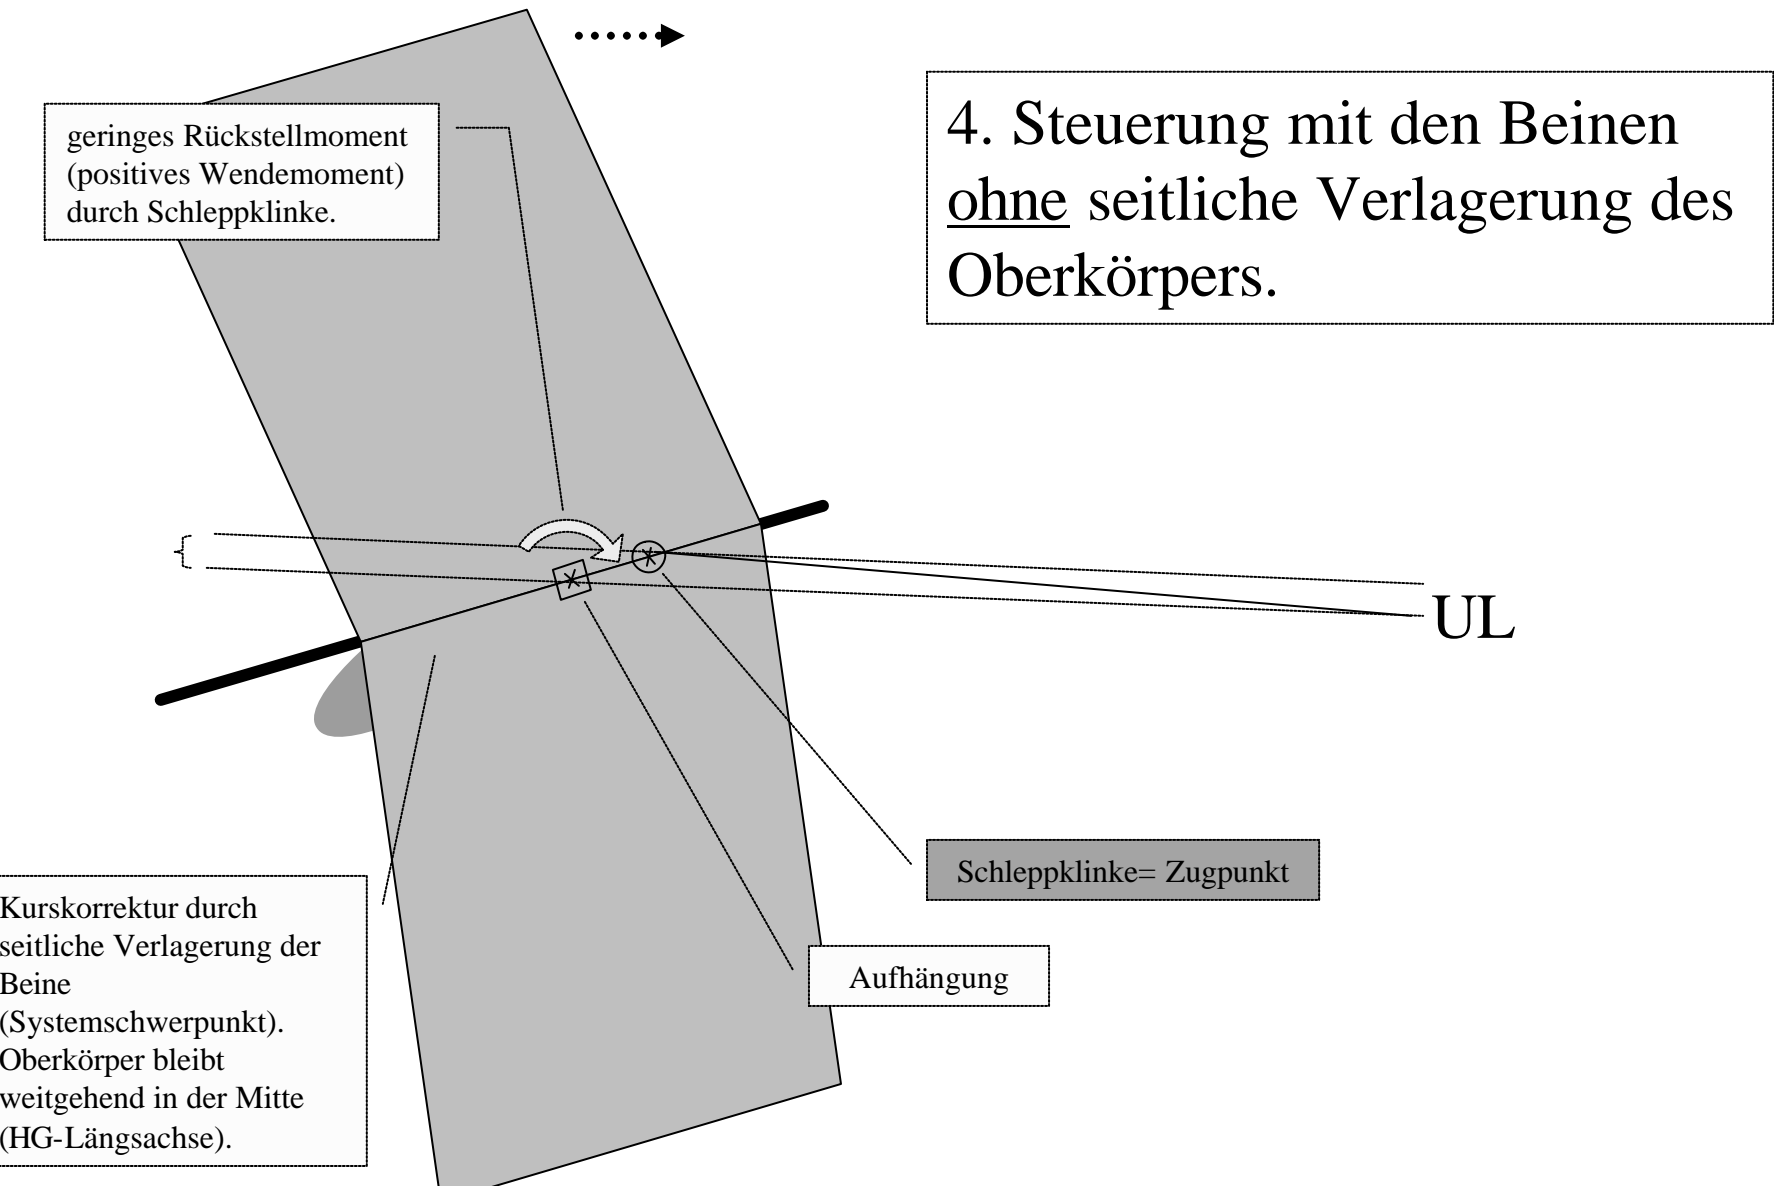 4. Steuerung mit den Beinen
ohne seitliche Verlagerung des
Oberkörpers.
geringes Rückstellmoment
(positives Wendemoment)
durch Schleppklinke.
UL
Schleppklinke= Zugpunkt
Aufhängung
Kurskorrektur durch
seitliche Verlagerung der
Beine
(Systemschwerpunkt).
Oberkörper bleibt
weitgehend in der Mitte
(HG-Längsachse).